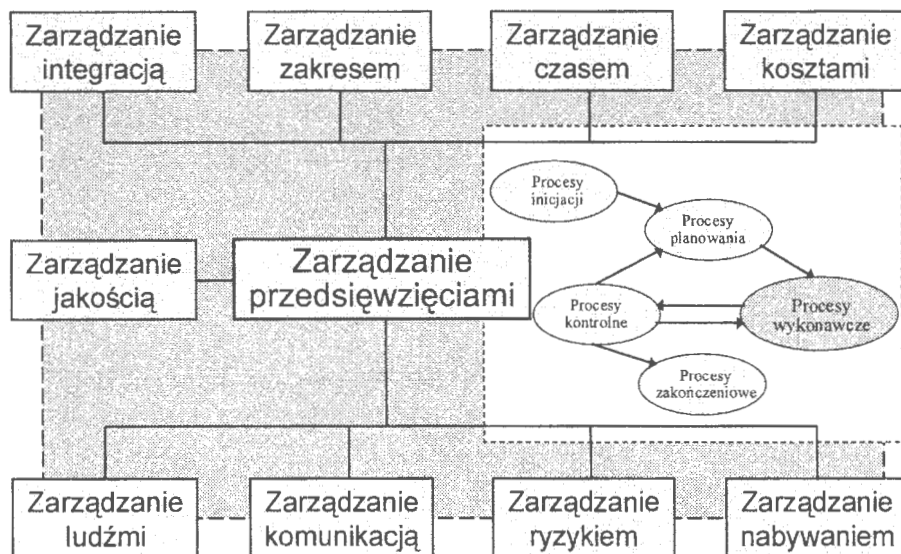 Zarządzanie
integracją
Zarządzanie
zakresem
Zarządzanie
czasem
Zarządzanie
kosztami
Procesy
inicjacji
Procesy
planowania
Zarządzanie
jakością
Zarządzanie
przedsięwzięciami
Procesy
kontrolne
Procesy
wykonawcze
Procesy
zakończeniowe
Zarządzanie
ludźmi
Zarządzanie
komunikacją
Zarządzanie
ryzykiem
Zarządzanie
nabywaniem